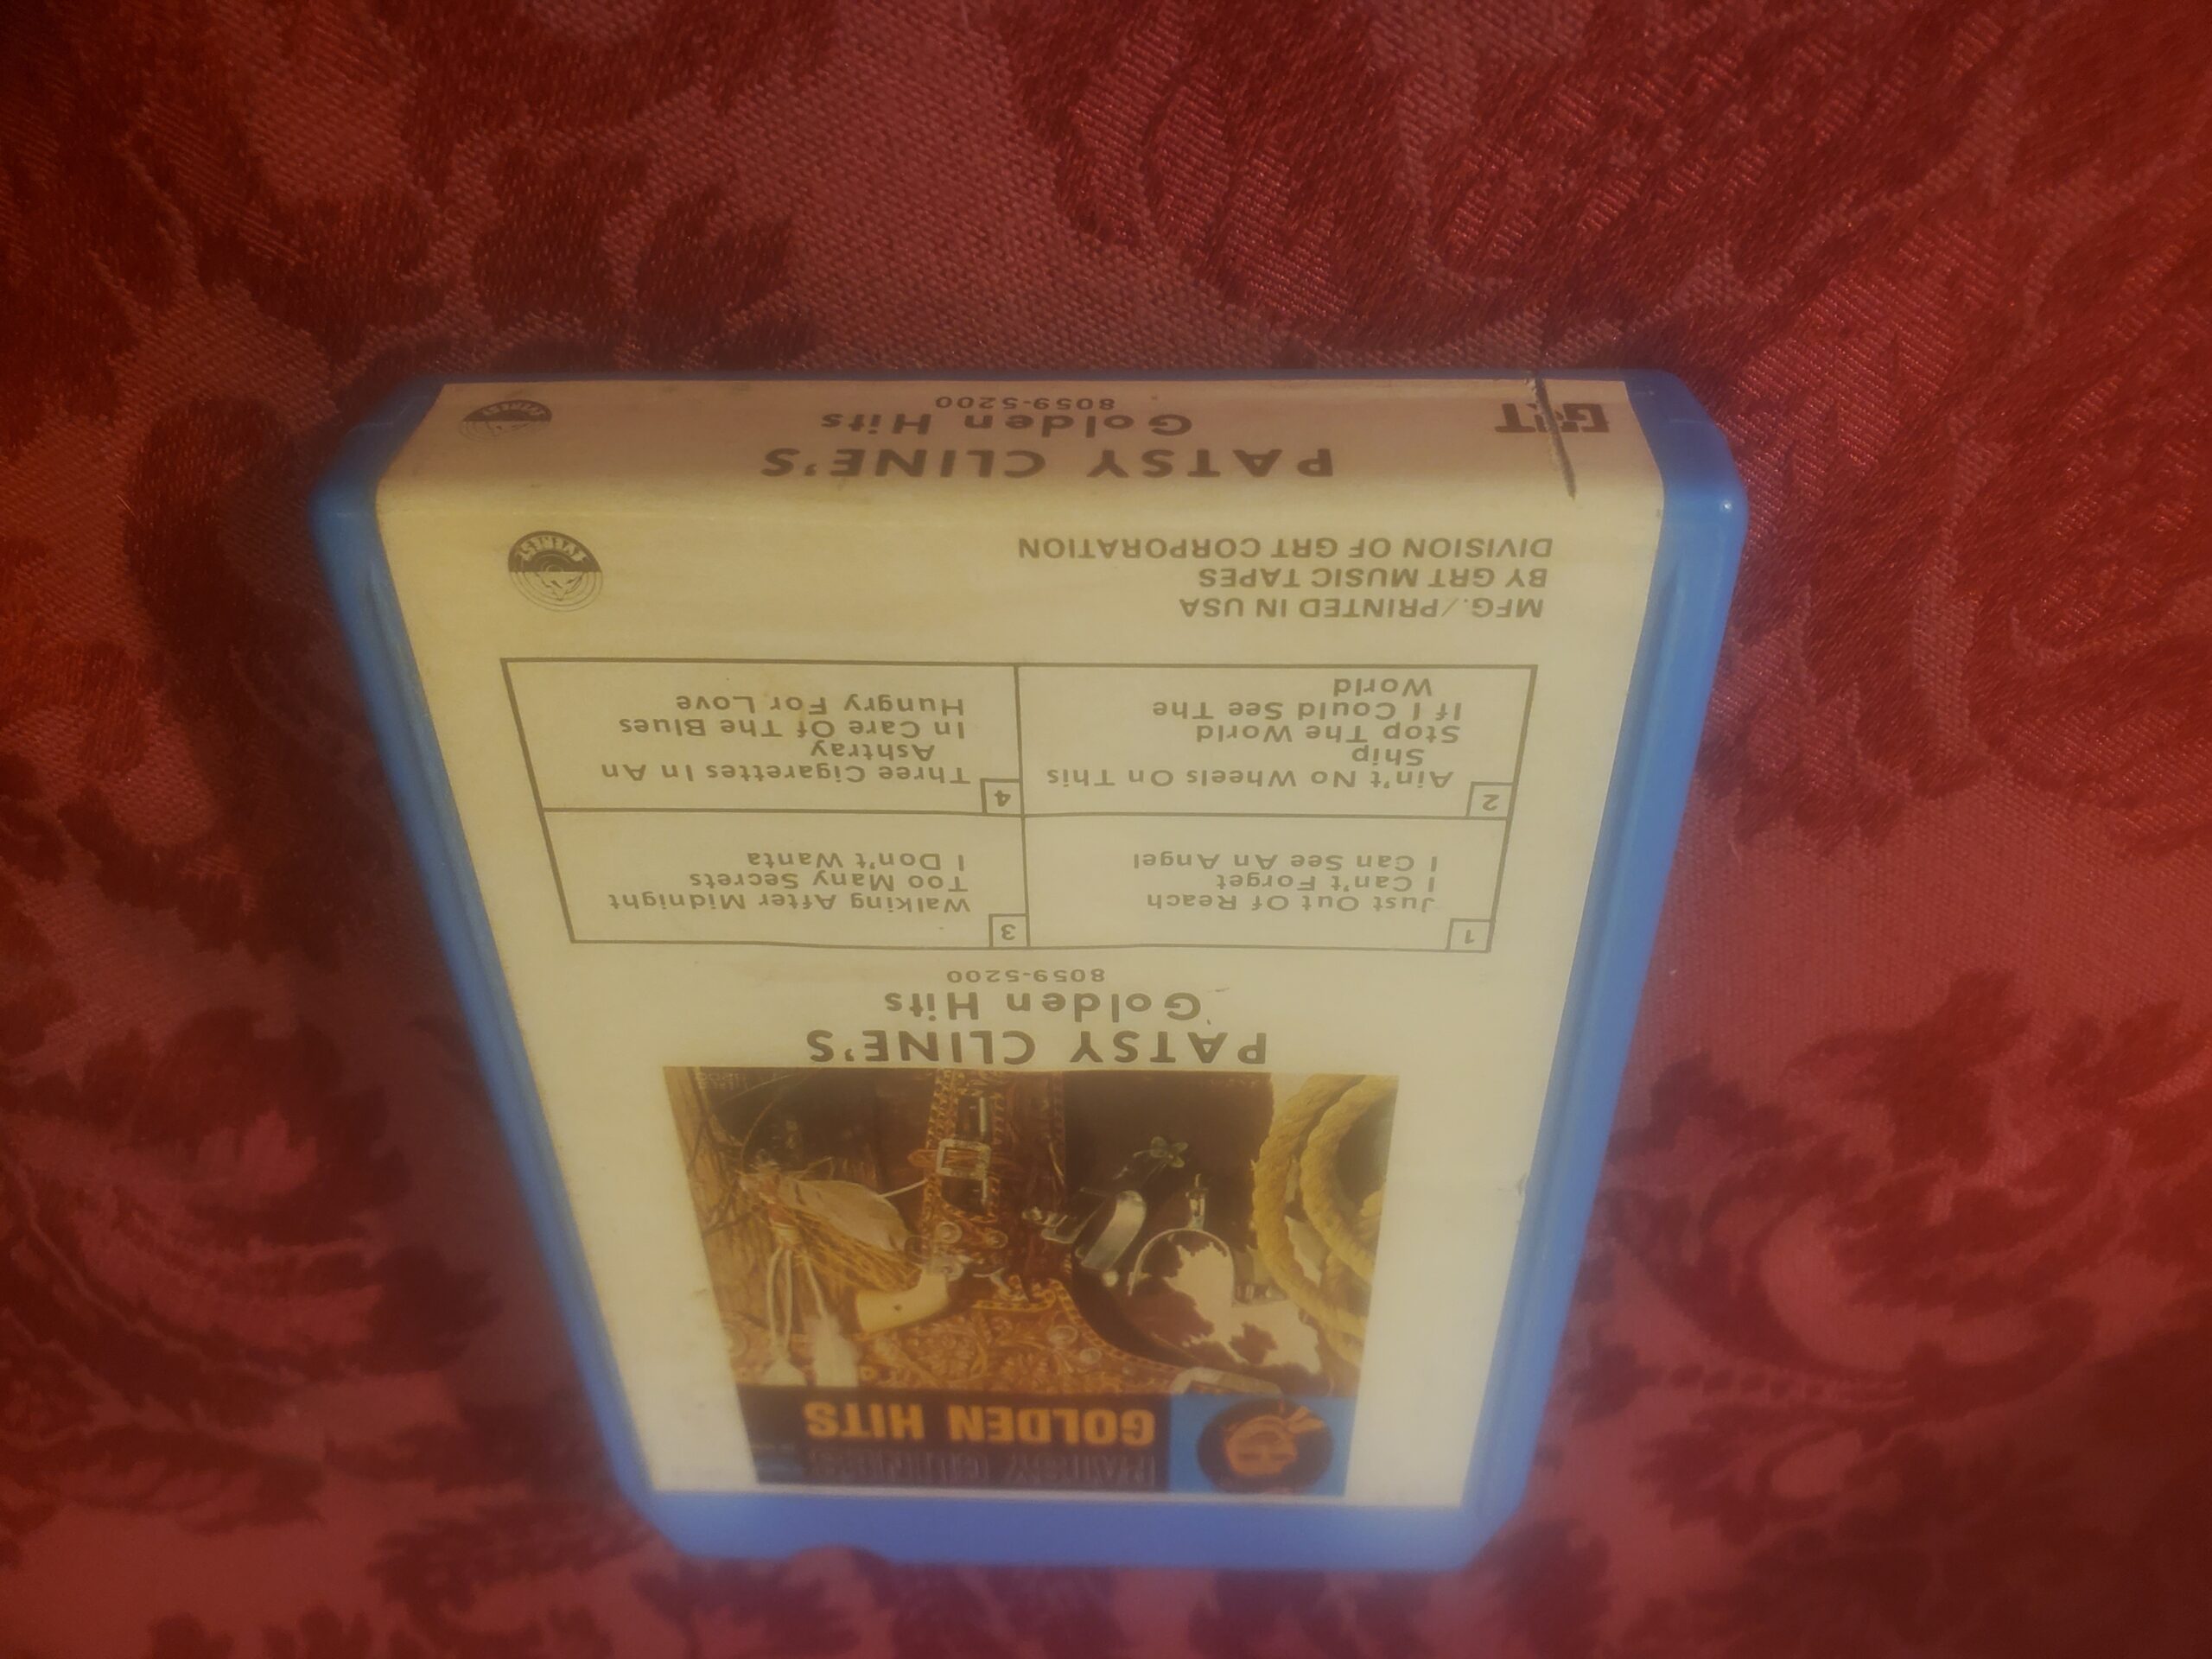 PATSY CLINE'S
GOLDEN HITS
PATSY CLINE'S
Golden Hits
8059-5200
1
Just Out Of Reach
I Can't Forget
I Can See An Angel
3
Walking After Midnight
Too Many Secrets
I Don't Wanta
2
Ain't No Wheels On This
Ship
Stop The World
If I Could See The
World
4
Three Cigarettes In An
Ashtray
In Care Of The Blues
Hungry For Love
MFG./PRINTED IN USA
BY GRT MUSIC TAPES
DIVISION OF GRT CORPORATION
EVEREST
PATSY CLINE'S
Golden Hits
8059-5200
GRT
EVEREST